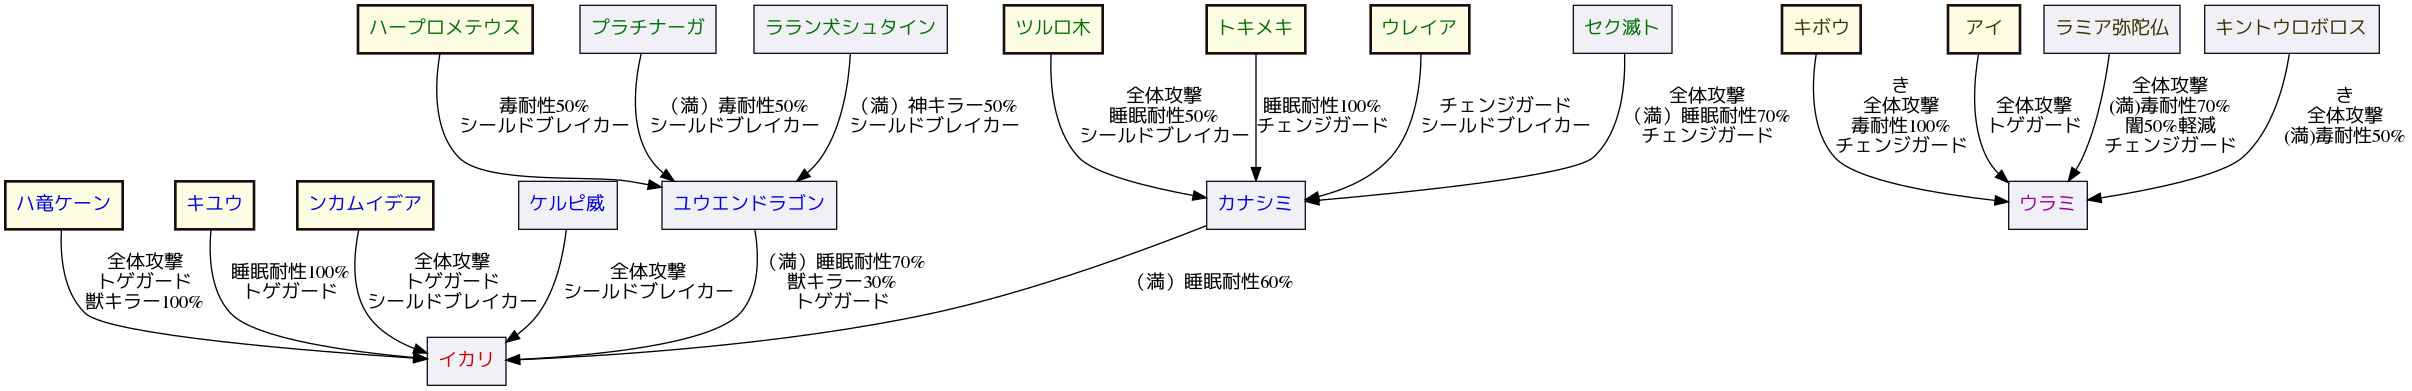 ハープロメテウス
プラチナーガ
ララン犬シュタイン
ツルロ木
トキメキ
ウレイア
セク滅ト
キボウ
アイ
ラミア弥陀仏
キントウロボロス
毒耐性50%
シールドブレイカー
（満）毒耐性50%
シールドブレイカー
（満）神キラー50%
シールドブレイカー
全体攻撃
睡眠耐性50%
シールドブレイカー
睡眠耐性100%
チェンジガード
チェンジガード
シールドブレイカー
全体攻撃
（満）睡眠耐性70%
チェンジガード
き
全体攻撃
毒耐性100%
チェンジガード
全体攻撃
トゲガード
全体攻撃
(満)毒耐性70%
闇50%軽減
チェンジガード
き
全体攻撃
(満)毒耐性50%
ハ竜ケーン
キユウ
ンカムイデア
ケルピ威
ユウエンドラゴン
カナシミ
ウラミ
全体攻撃
トゲガード
獣キラー100%
睡眠耐性100%
トゲガード
全体攻撃
トゲガード
シールドブレイカー
全体攻撃
シールドブレイカー
（満）睡眠耐性70%
獣キラー30%
トゲガード
（満）睡眠耐性60%
イカリ